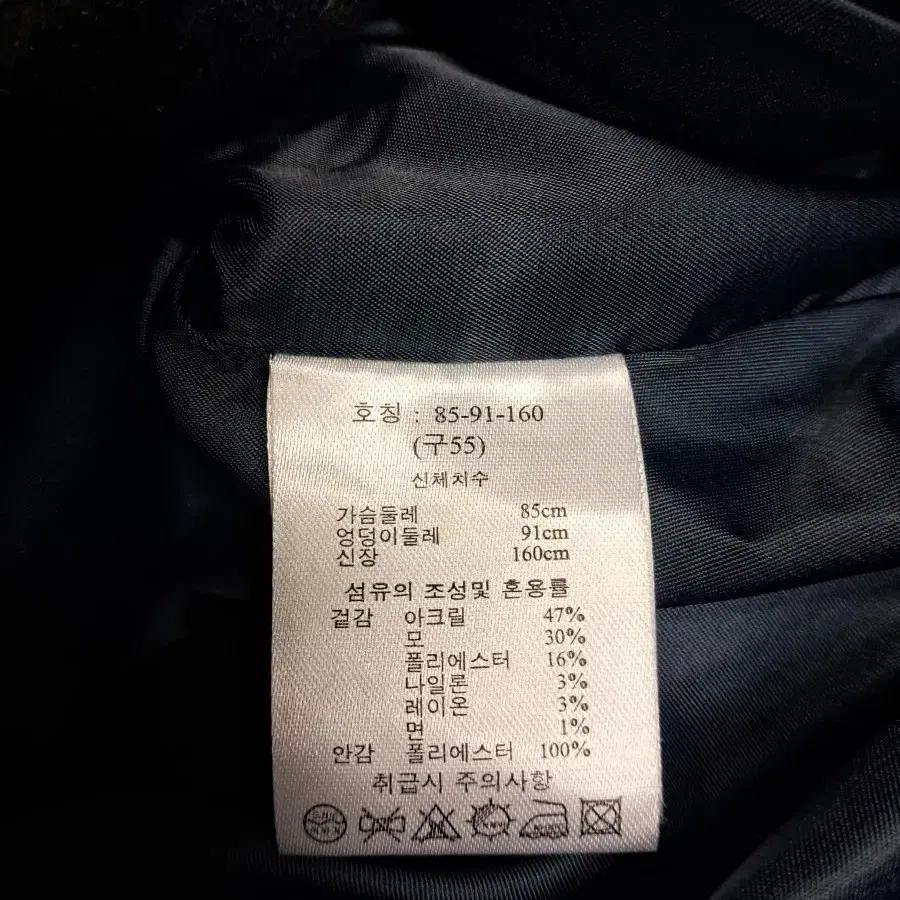 호칭 : 85-91-160
(구55)
신체치수
가슴둘레 85cm
엉덩이둘레 91cm
신장 160cm
섬유의 조성및 혼용률
겉감 아크릴 47%
모 30%
폴리에스터 16%
나일론 3%
레이온 3%
면 1%
안감 폴리에스터 100%
취급시 주의사항